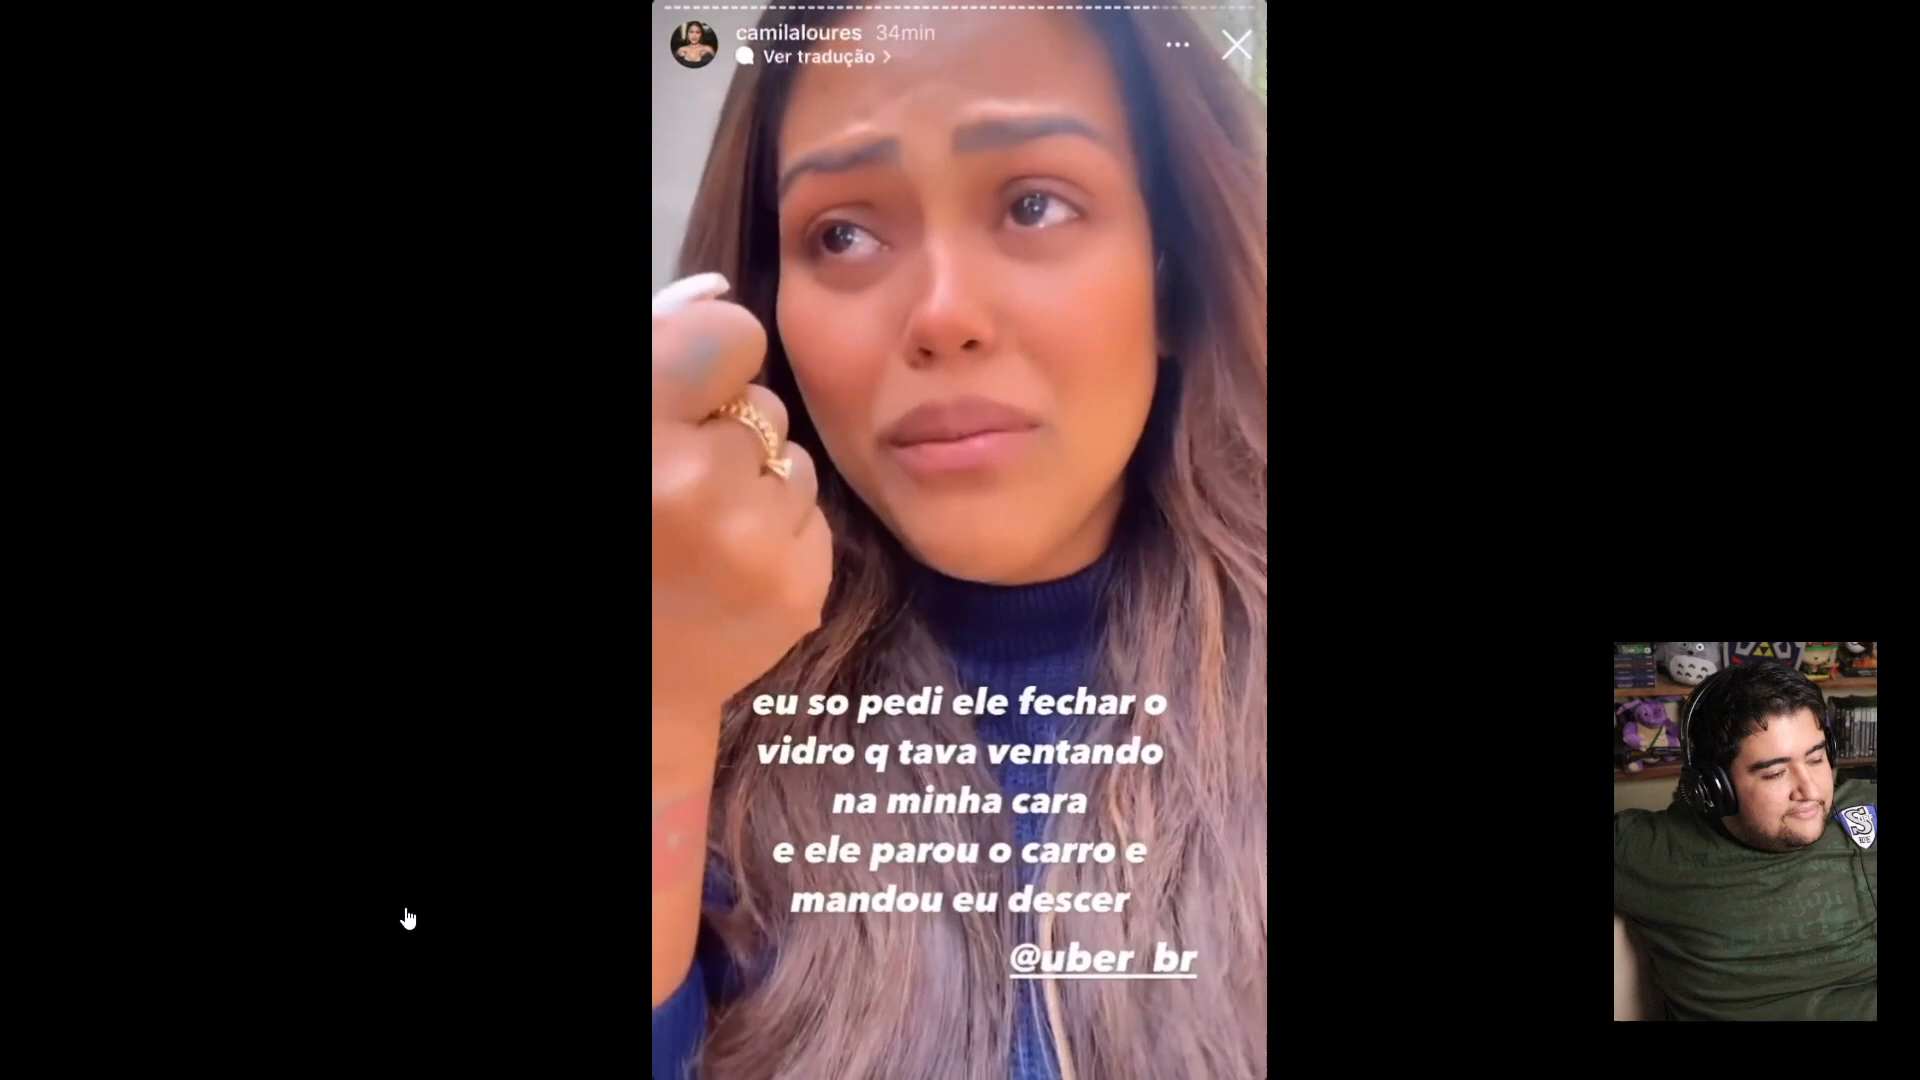 camilaloures 34min
Ver tradução >
eu so pedi ele fechar o
vidro q tava ventando
na minha cara
e ele parou o carro e
mandou eu descer
@uber_br